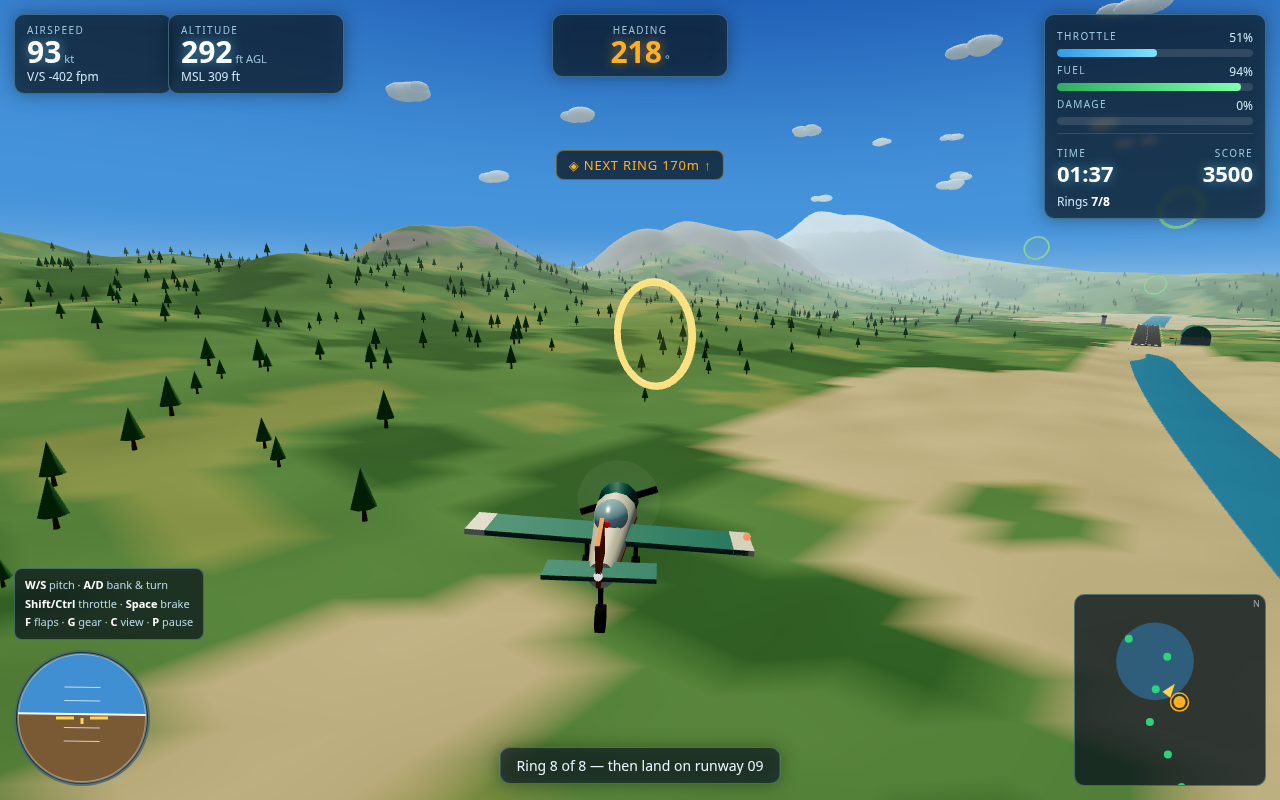 AIRSPEED
93 kt
V/S -402 fpm
ALTITUDE
292 ft AGL
MSL 309 ft
HEADING
218 °
◈ NEXT RING 170m ↑
THROTTLE 51%
FUEL 94%
DAMAGE 0%
TIME SCORE
01:37 3500
Rings 7/8
W/S pitch · A/D bank & turn
Shift/Ctrl throttle · Space brake
F flaps · G gear · C view · P pause
N
Ring 8 of 8 — then land on runway 09